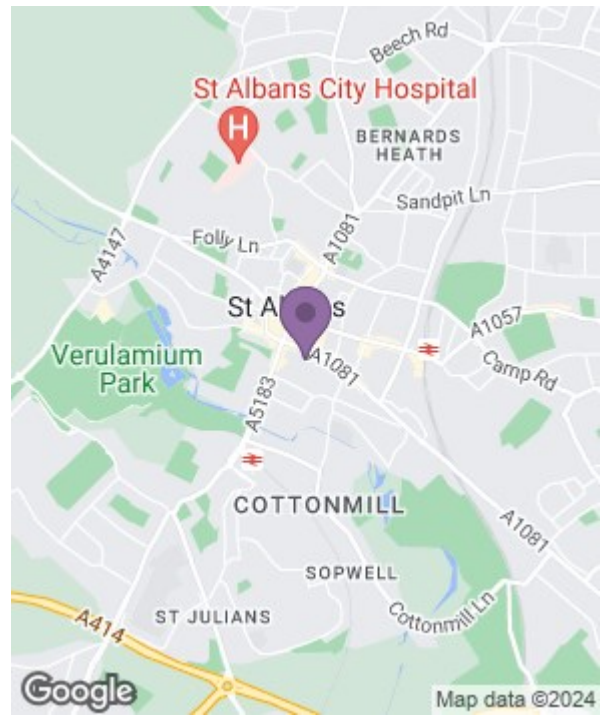 Beech Rd
St Albans City Hospital
H
BERNARDS
HEATH
Sandpit Ln
A1081
Folly Ln
A4147
St A s
A1057
Verulamium
Park
A1081
Camp Rd
A5183
COTTONMILL
A1081
SOPWELL
ST JULIANS
Cottonmill Ln
A414
Google
Map data ©2024